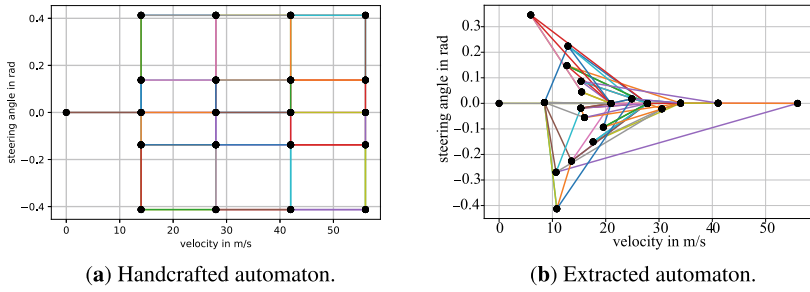 0.4
0.2
0.0
−0.2
−0.4
steering angle in rad
0 10 20 30 40 50
velocity in m/s
(a) Handcrafted automaton.
0.3
0.2
0.1
0.0
−0.1
−0.2
−0.3
−0.4
steering angle in rad
0 10 20 30 40 50
velocity in m/s
(b) Extracted automaton.